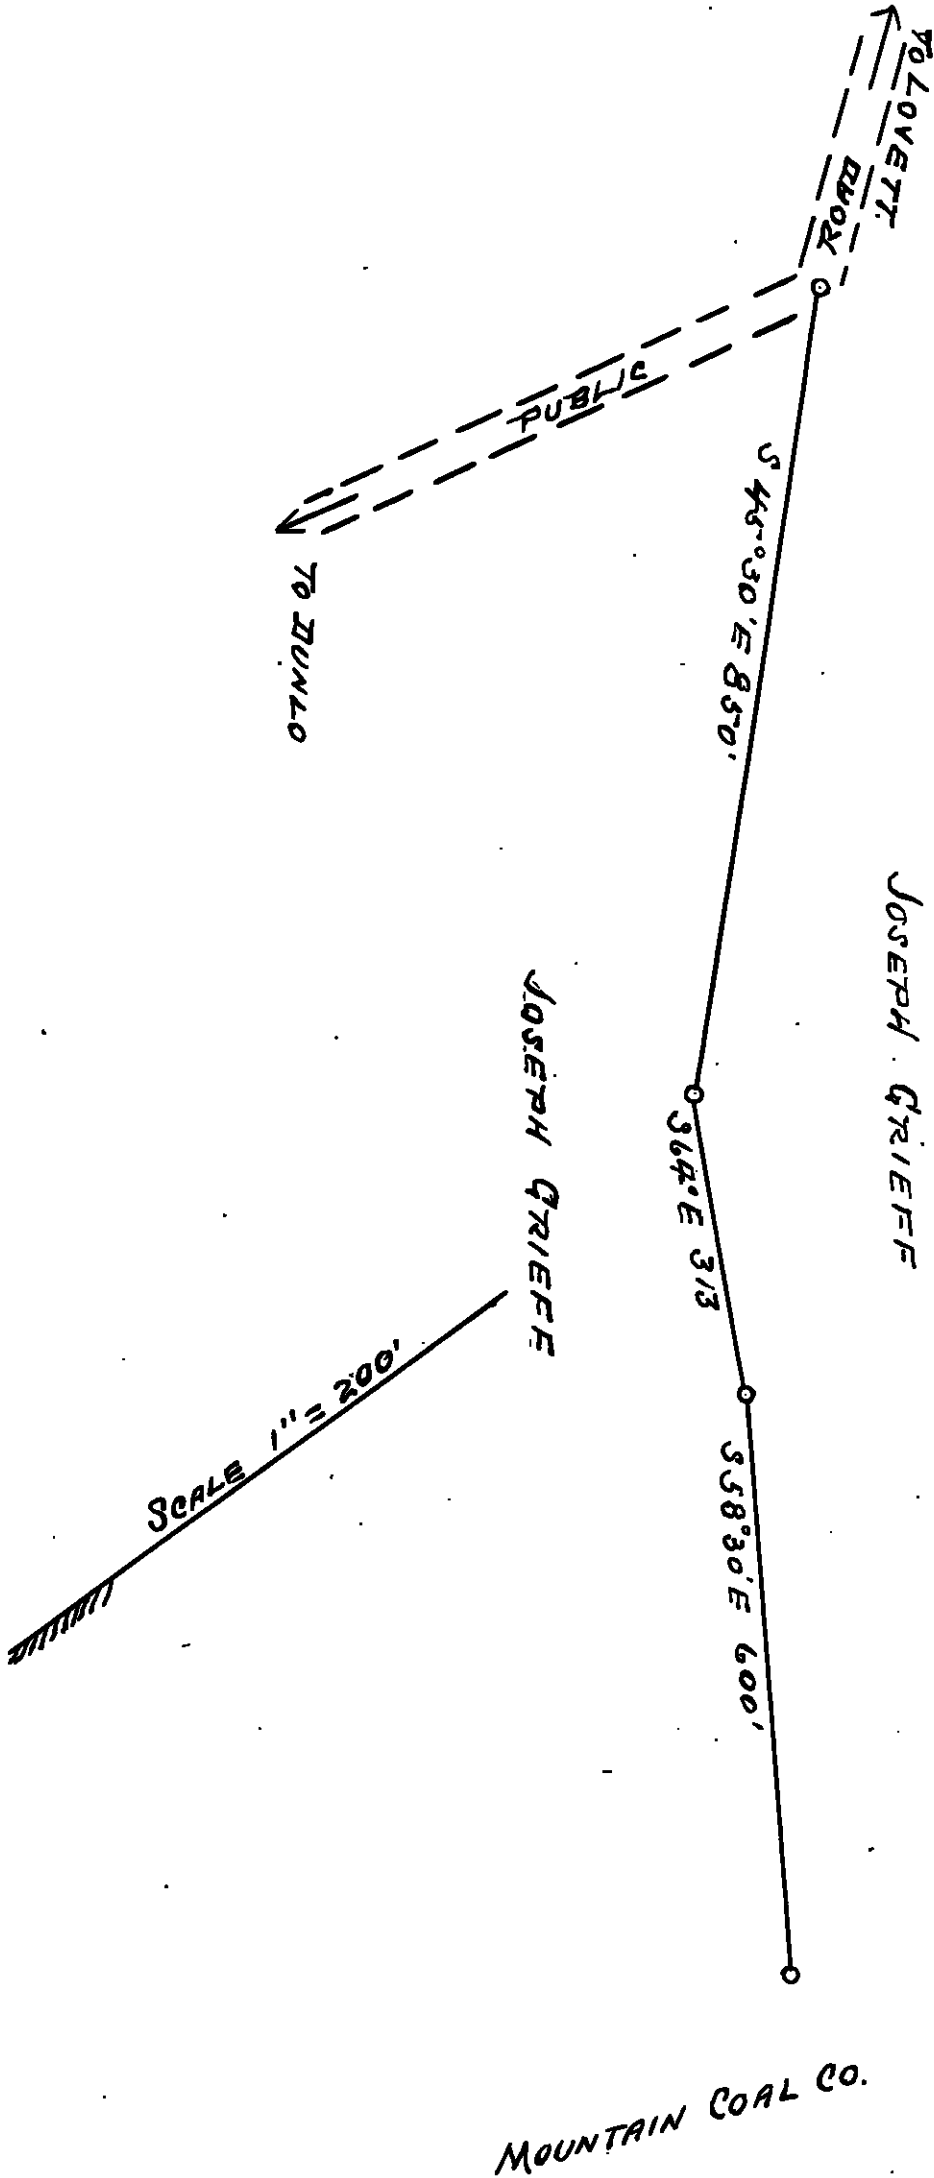 TO LOVETT
ROAD
PUBLIC
TO DUNLO
S 45°30'E 850'
JOSEPH GRIEFF
S64°E 313
JOSEPH GRIEFF
SCALE 1" = 200'
S58°30'E 600'
MOUNTAIN COAL CO.